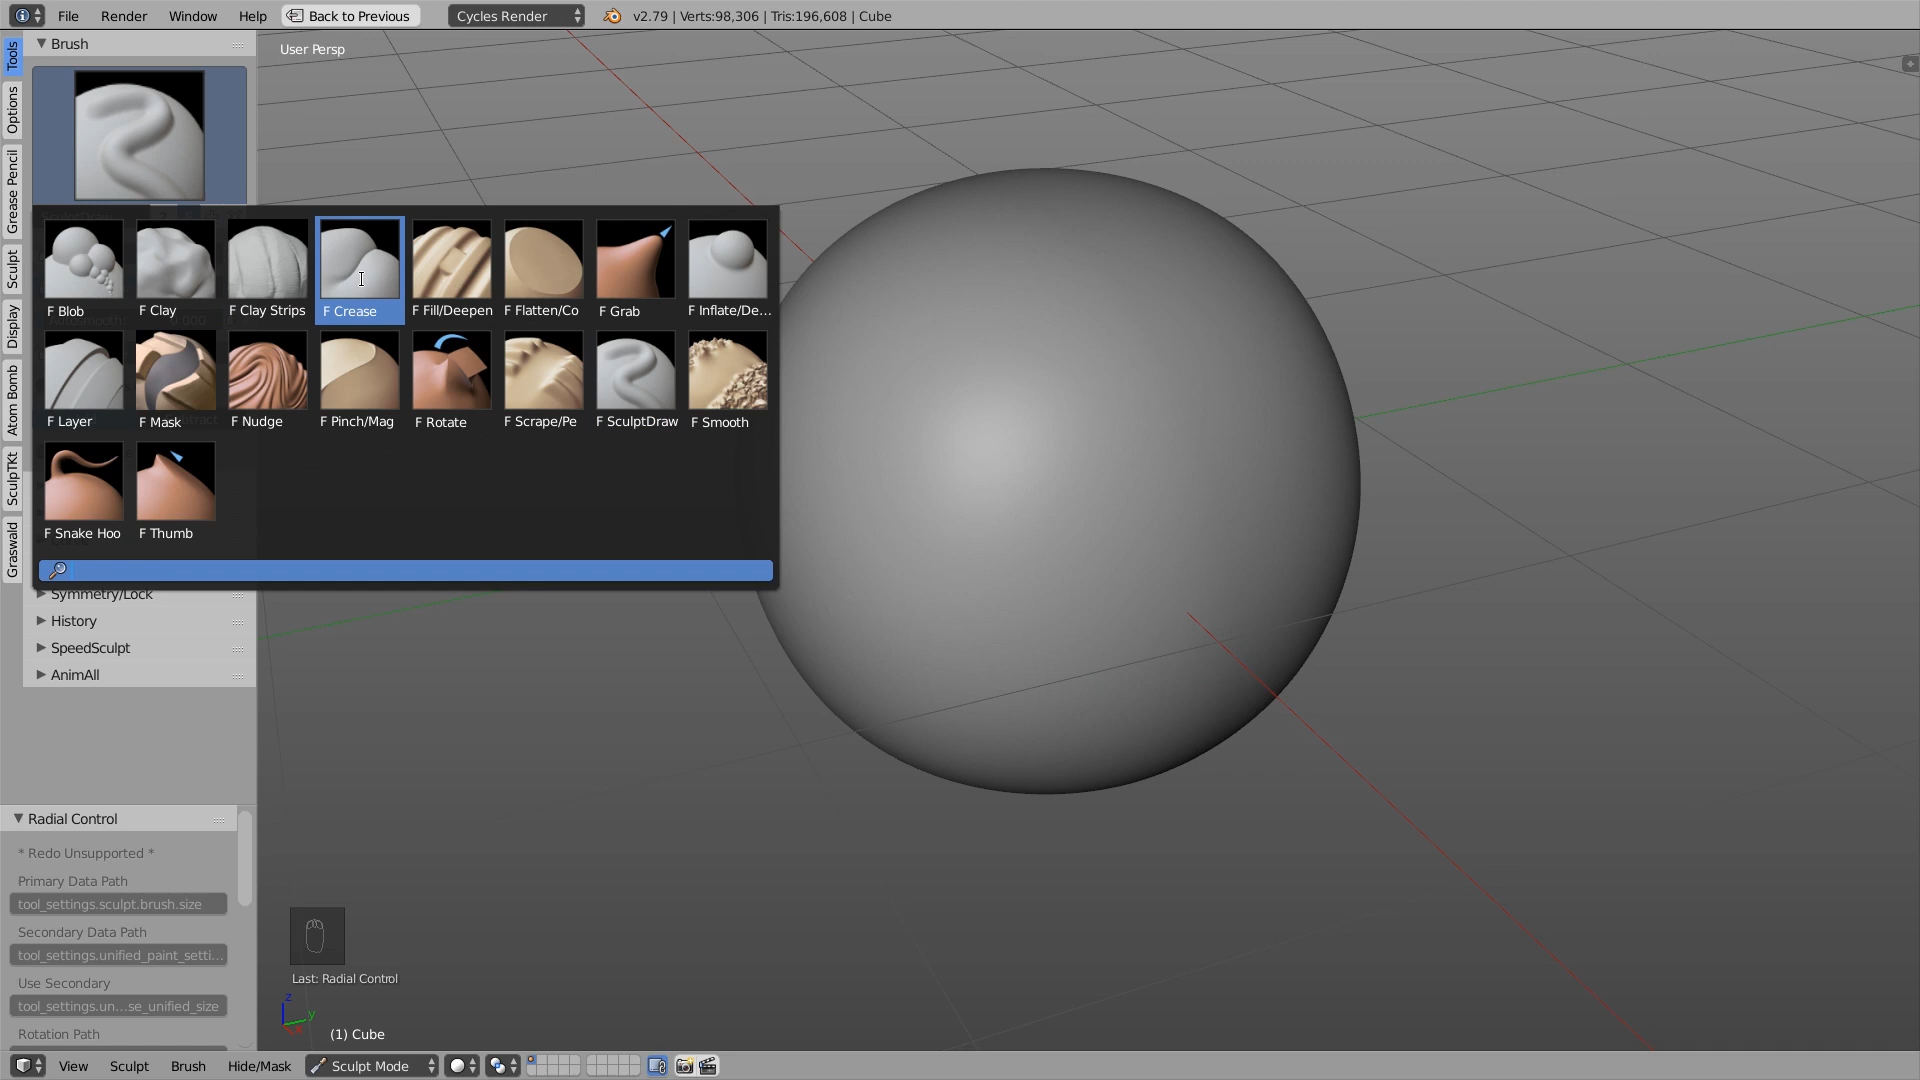 File Render Window Help Back to Previous Cycles Render v2.79 | Verts:98,306 | Tris:196,608 | Cube
Brush
User Persp
Tools
Options
Grease Pencil
Sculpt
Display
Atom Bomb
SculpTKt
Graswald
F Blob F Clay F Clay Strips F Crease F Fill/Deepen F Flatten/Co F Grab F Inflate/De...
F Layer F Mask F Nudge F Pinch/Mag F Rotate F Scrape/Pe F SculptDraw F Smooth
F Snake Hoo F Thumb
Symmetry/Lock
History
SpeedSculpt
AnimAll
Radial Control
* Redo Unsupported *
Primary Data Path
tool_settings.sculpt.brush.size
Secondary Data Path
tool_settings.unified_paint_setti...
Use Secondary
tool_settings.un...se_unified_size
Rotation Path
Last: Radial Control
z
y
x
(1) Cube
View Sculpt Brush Hide/Mask Sculpt Mode